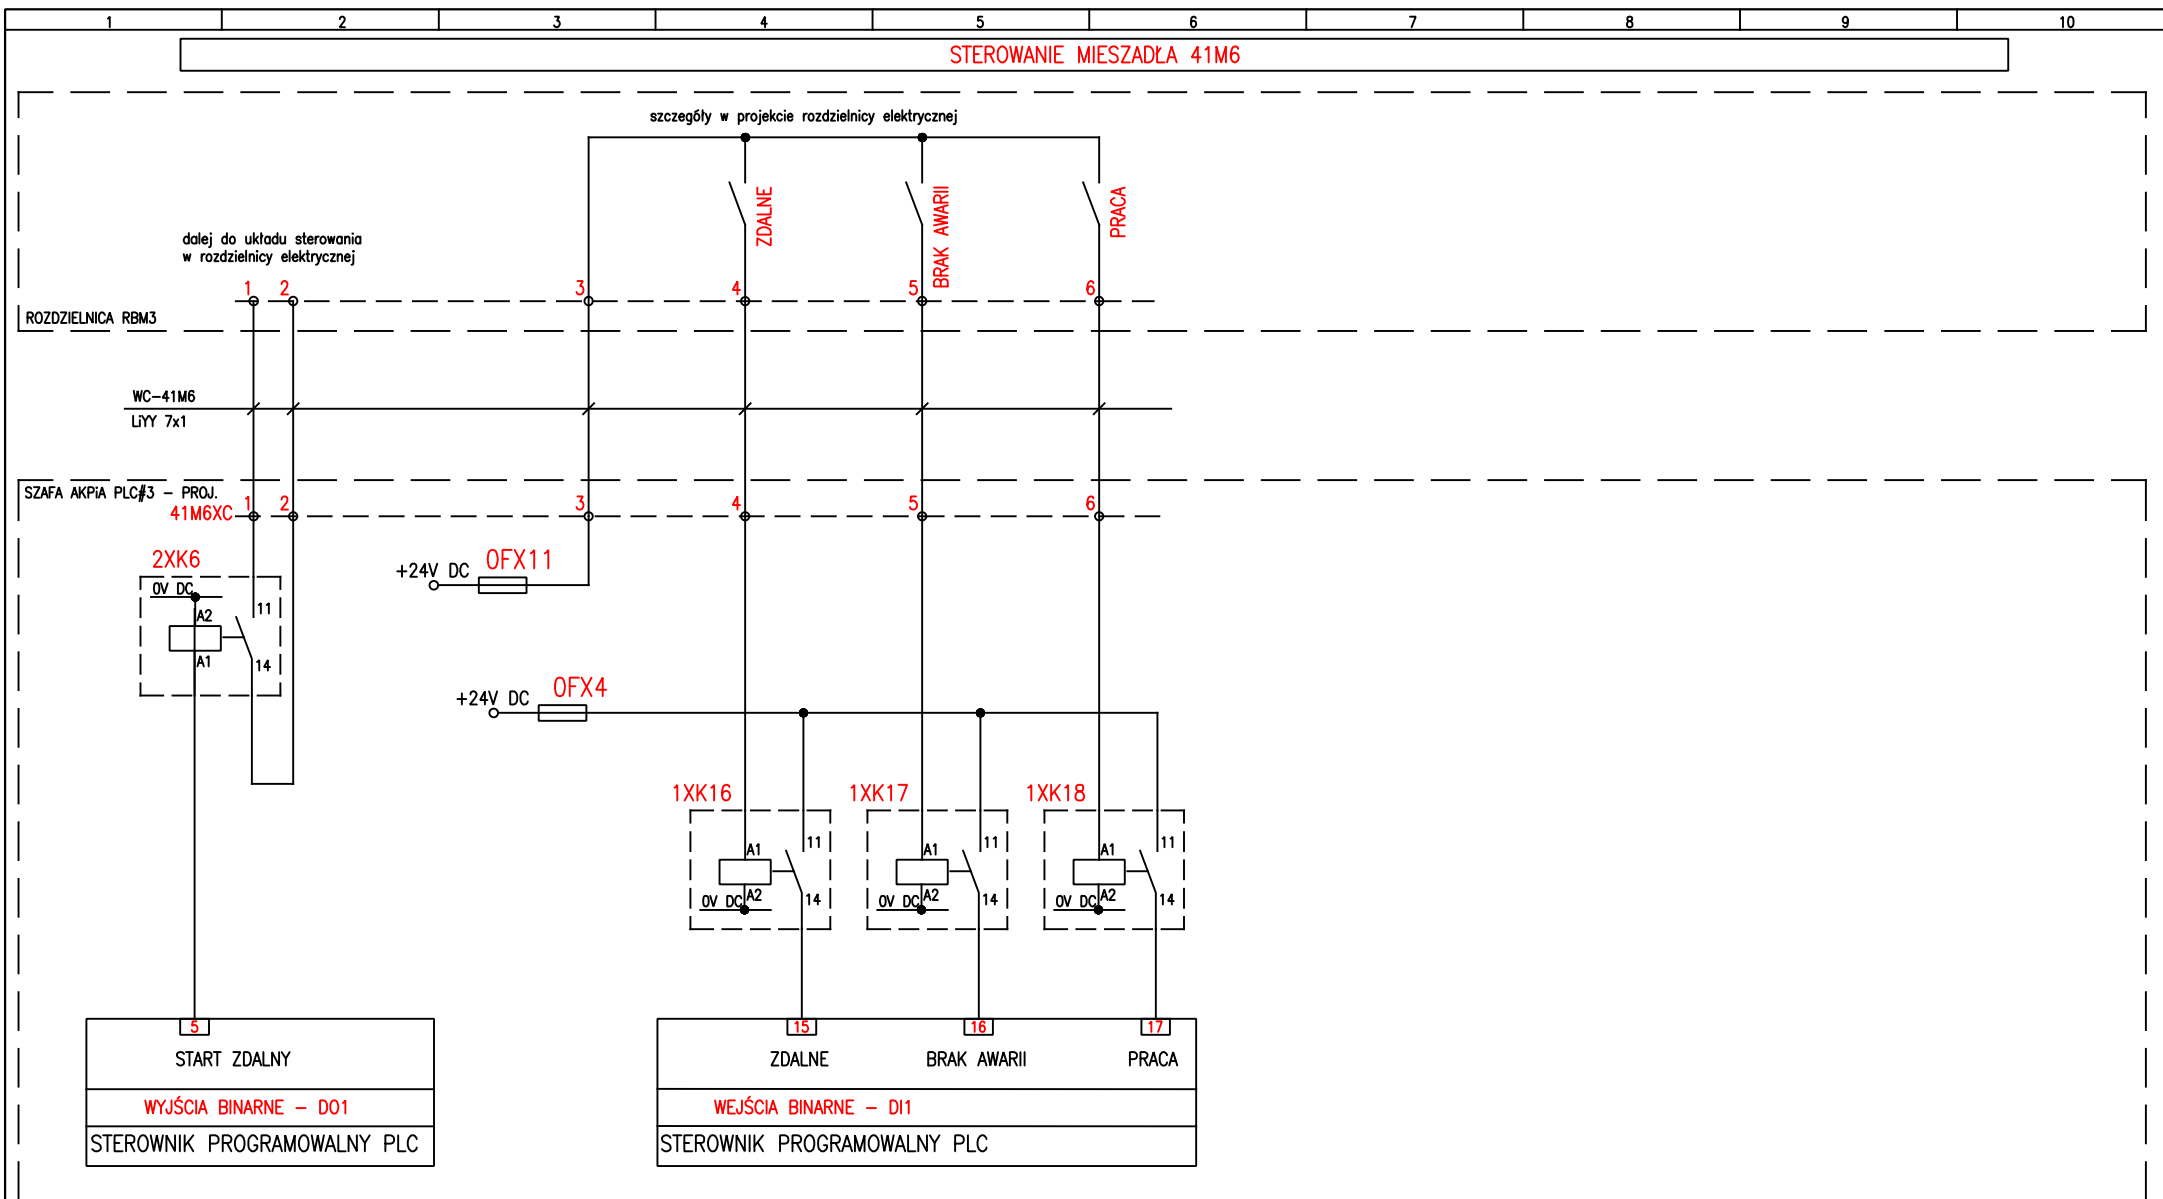 1 2 3 4 5 6 7 8 9 10
STEROWANIE MIESZADŁA 41M6
szczegóły w projekcie rozdzielnicy elektrycznej
ZDALNE
BRAK AWARII
PRACA
dalej do układu sterowania
w rozdzielnicy elektrycznej
1 2 3 4 5 6
ROZDZIELNICA RBM3
WC-41M6
LiYY 7x1
SZAFA AKPiA PLC#3 - PROJ.
41M6XC 1 2 3 4 5 6
2XK6
0V DC
A2
A1
11
14
+24V DC 0FX11
+24V DC 0FX4
1XK16 1XK17 1XK18
A1 11 A1 11 A1 11
0V DC A2 14 0V DC A2 14 0V DC A2 14
5
START ZDALNY
WYJŚCIA BINARNE - DO1
STEROWNIK PROGRAMOWALNY PLC
15 16 17
ZDALNE BRAK AWARII PRACA
WEJŚCIA BINARNE - DI1
STEROWNIK PROGRAMOWALNY PLC